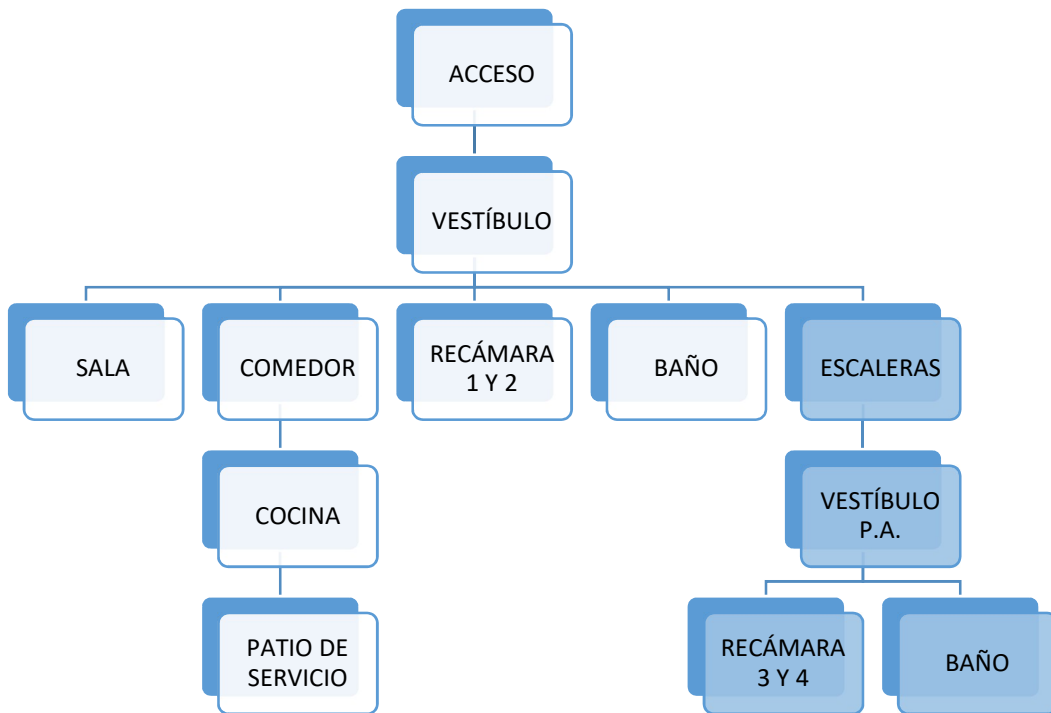 ACCESO
VESTÍBULO
SALA
COMEDOR
RECÁMARA
1 Y 2
BAÑO
ESCALERAS
COCINA
VESTÍBULO
P.A.
PATIO DE
SERVICIO
RECÁMARA
3 Y 4
BAÑO